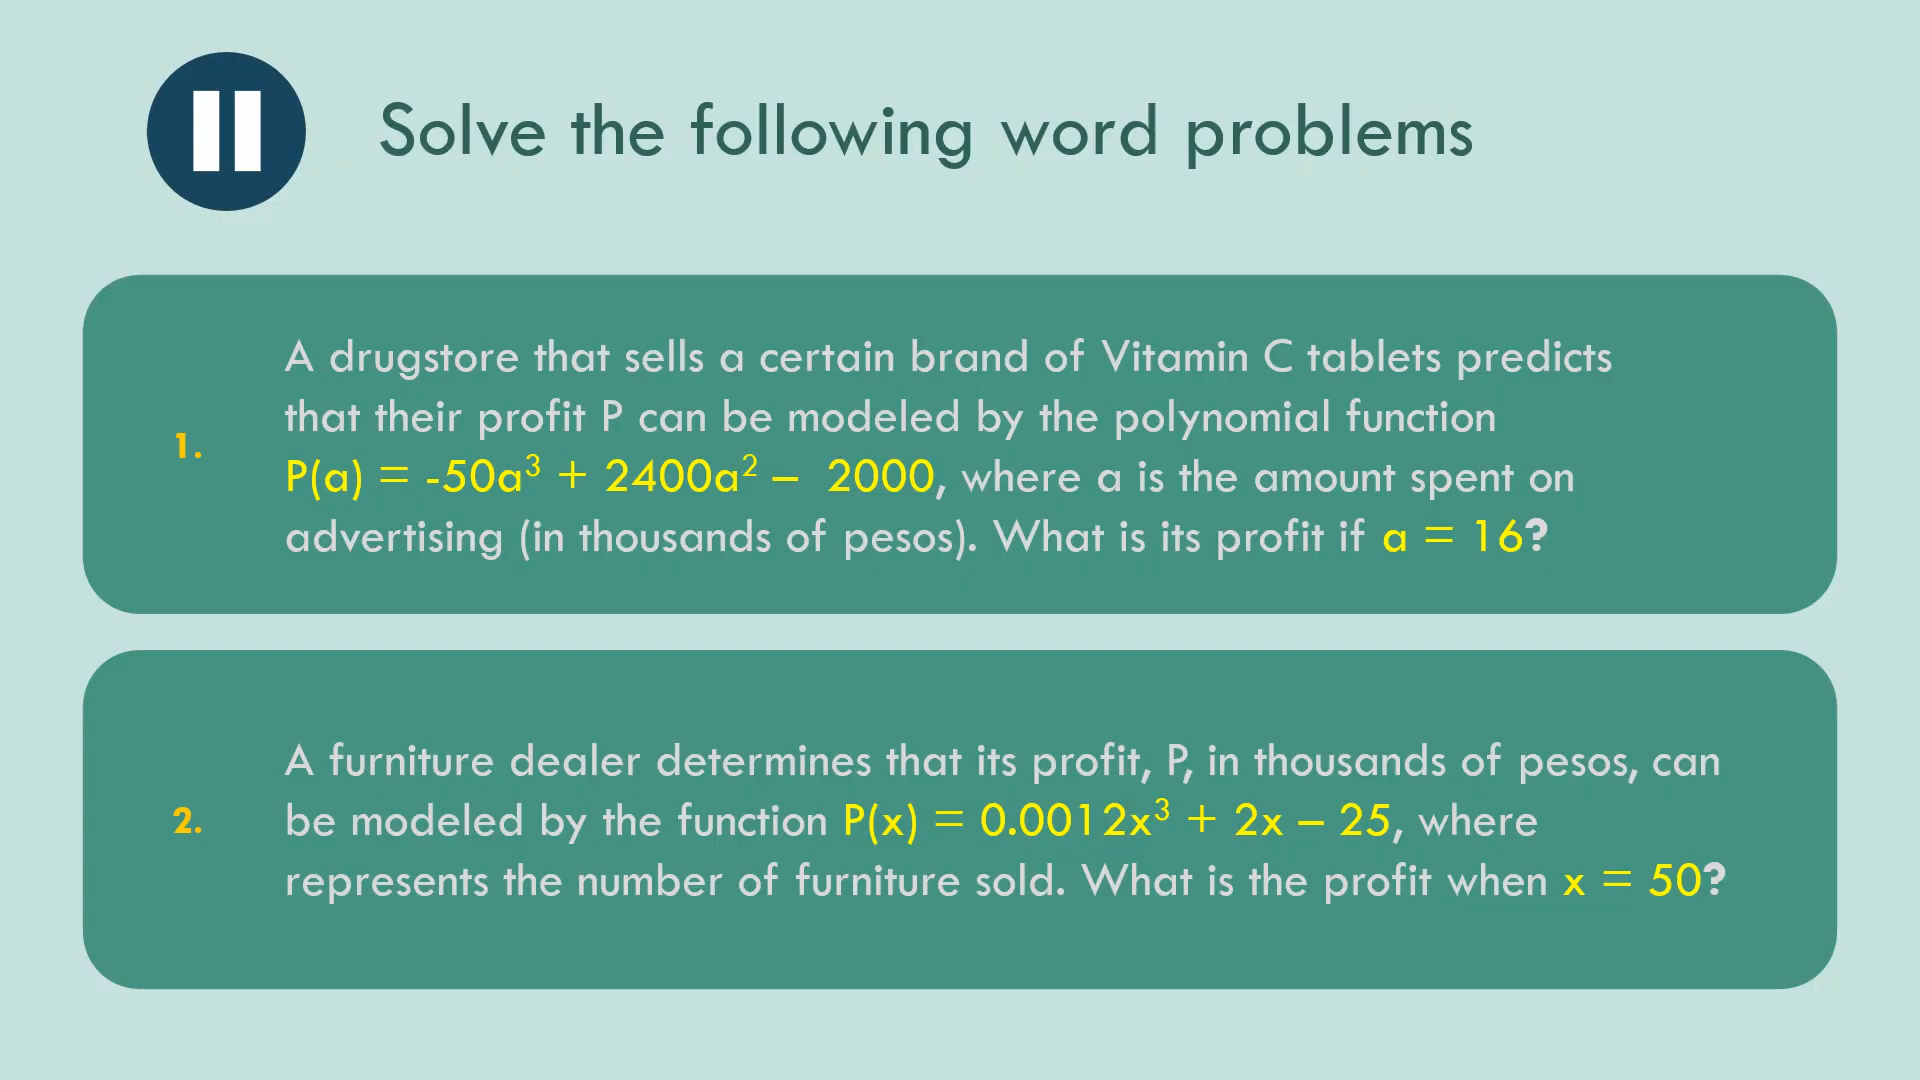 Solve the following word problems
1.
A drugstore that sells a certain brand of Vitamin C tablets predicts
that their profit P can be modeled by the polynomial function
P(a) = -50a³ + 2400a² – 2000, where a is the amount spent on
advertising (in thousands of pesos). What is its profit if a = 16?
2.
A furniture dealer determines that its profit, P, in thousands of pesos, can
be modeled by the function P(x) = 0.0012x³ + 2x – 25, where
represents the number of furniture sold. What is the profit when x = 50?